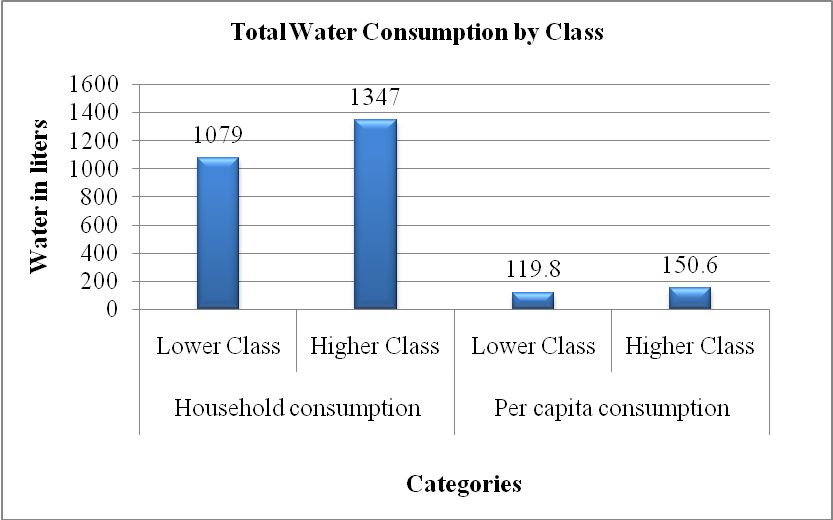 Total Water Consumption by Class
Water in liters
1600
1400
1200
1000
800
600
400
200
0
1079
1347
119.8
150.6
Lower Class Higher Class Lower Class Higher Class
Household consumption Per capita consumption
Categories